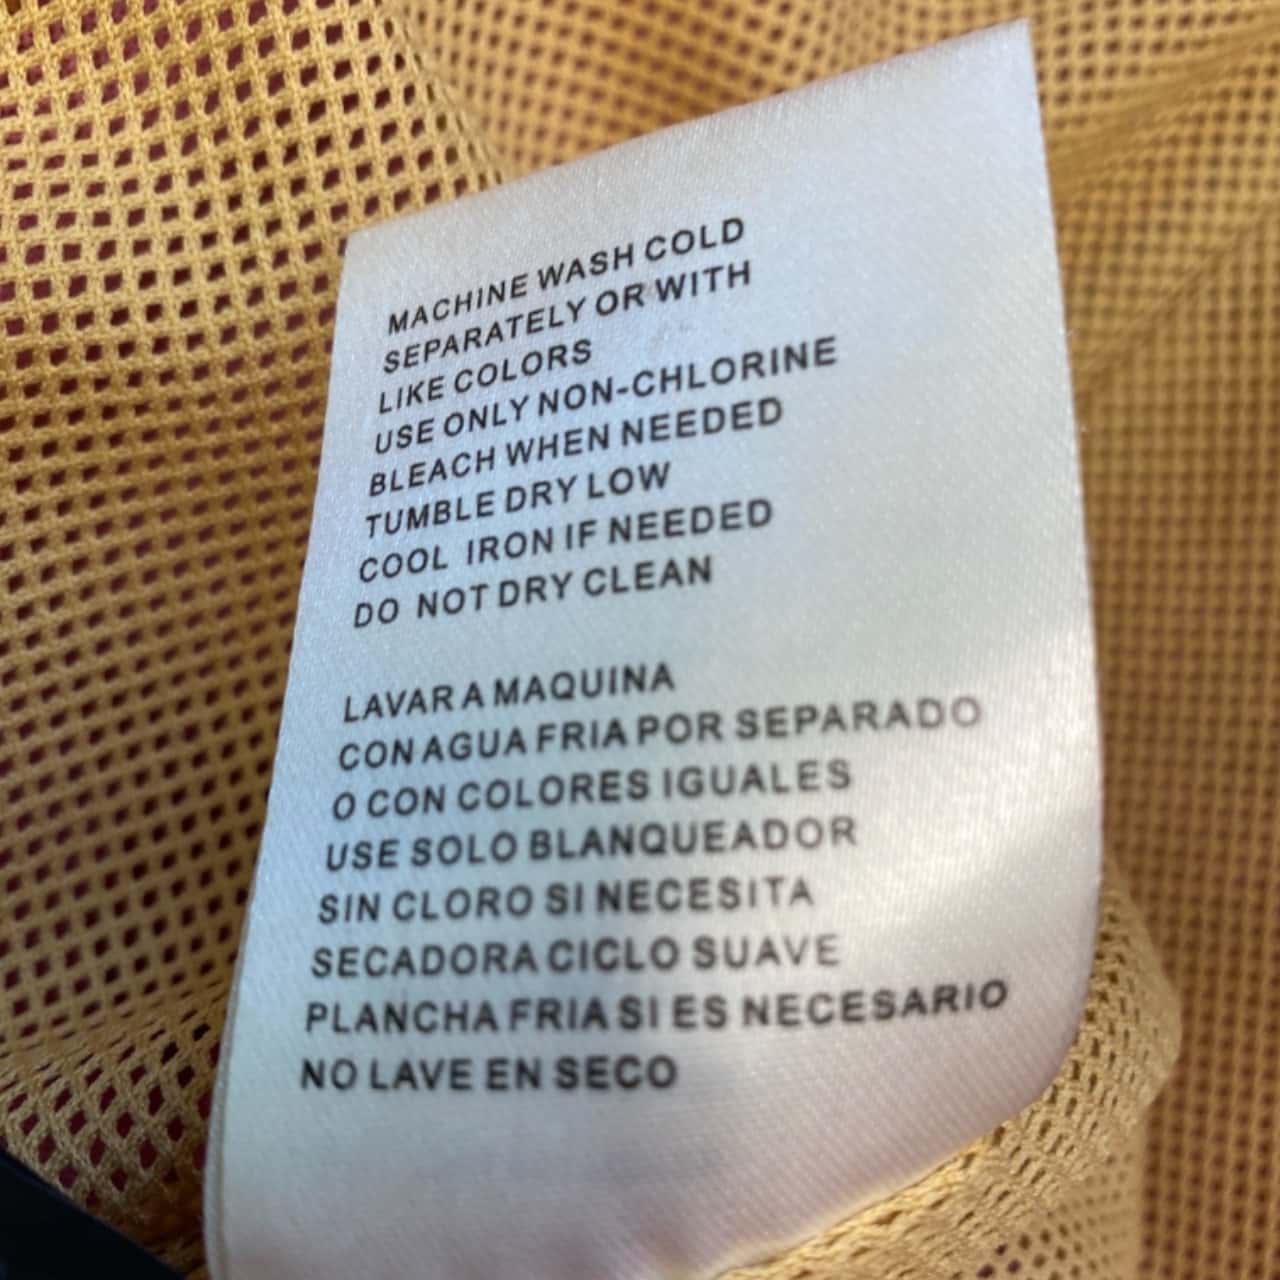 MACHINE WASH COLD
SEPARATELY OR WITH
LIKE COLORS
USE ONLY NON-CHLORINE
BLEACH WHEN NEEDED
TUMBLE DRY LOW
COOL IRON IF NEEDED
DO NOT DRY CLEAN
LAVAR A MAQUINA
CON AGUA FRIA POR SEPARADO
O CON COLORES IGUALES
USE SOLO BLANQUEADOR
SIN CLORO SI NECESITA
SECADORA CICLO SUAVE
PLANCHA FRIA SI ES NECESARIO
NO LAVE EN SECO